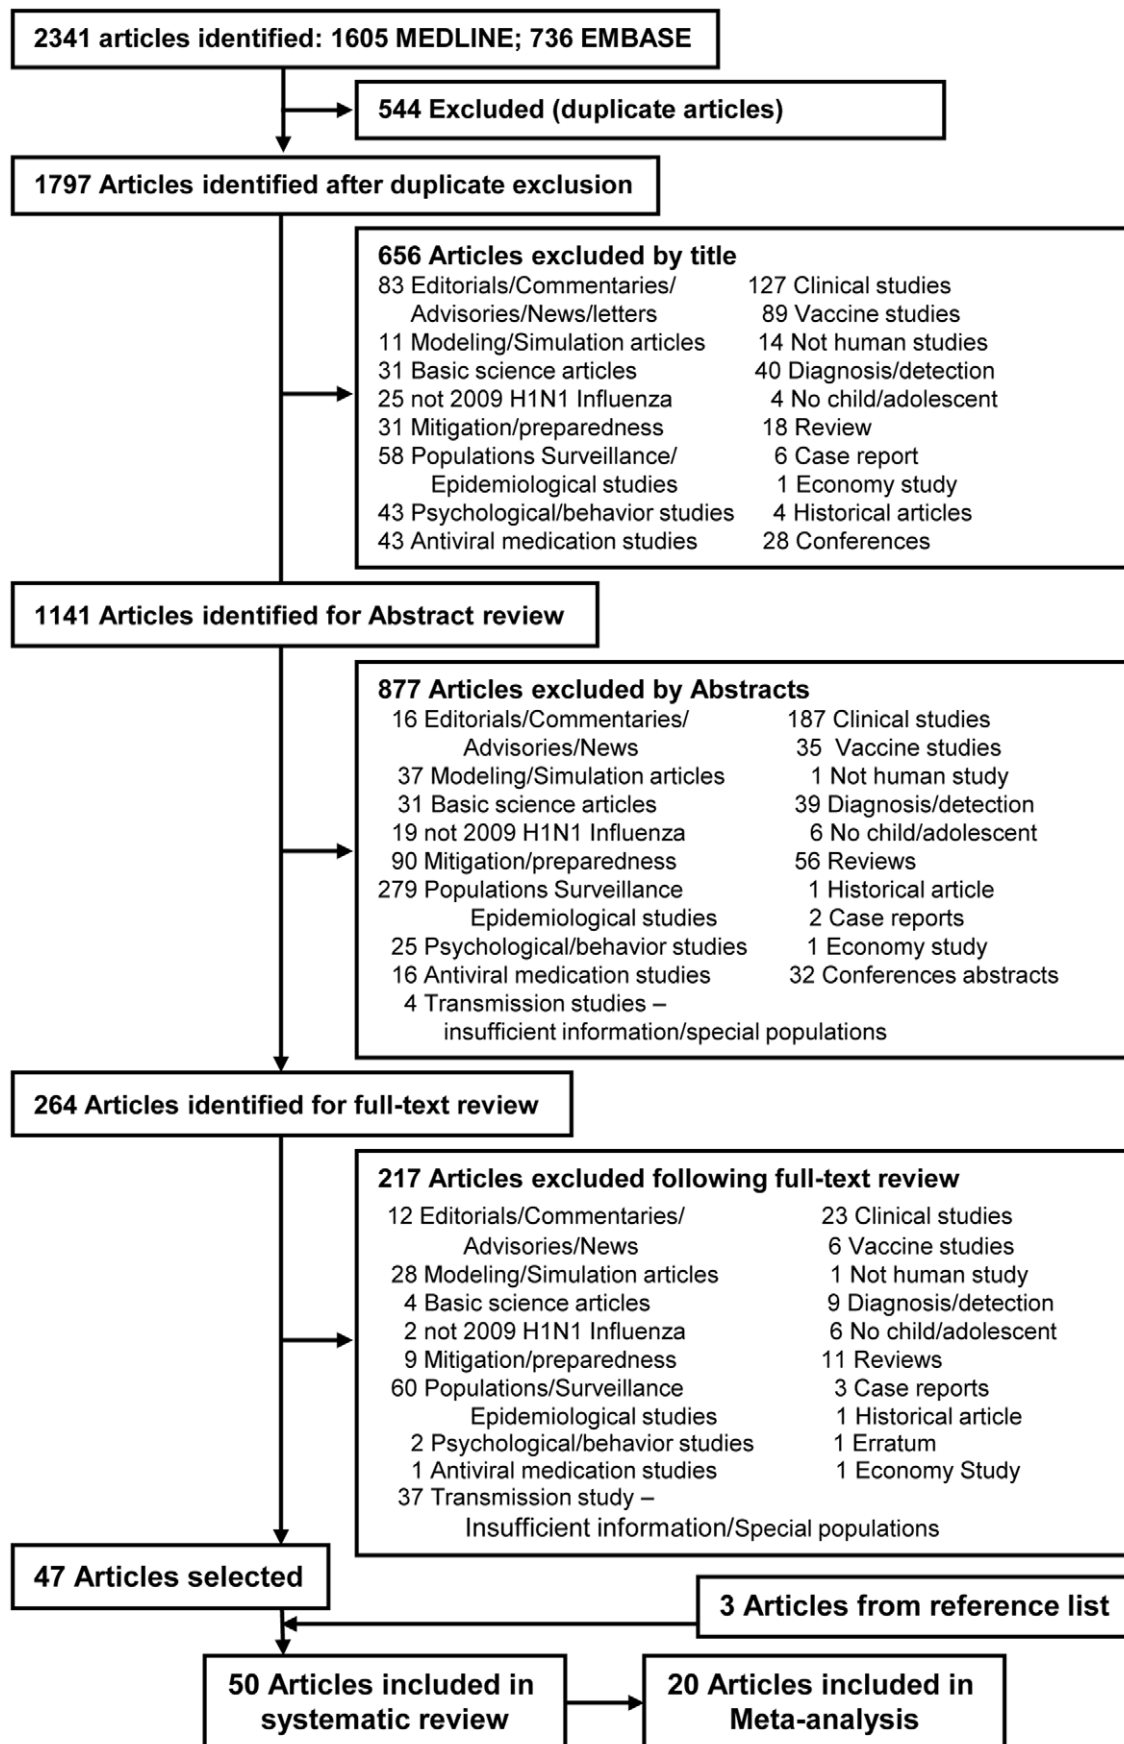 2341 articles identified: 1605 MEDLINE; 736 EMBASE
544 Excluded (duplicate articles)
1797 Articles identified after duplicate exclusion
656 Articles excluded by title
83 Editorials/Commentaries/
Advisories/News/letters
11 Modeling/Simulation articles
31 Basic science articles
25 not 2009 H1N1 Influenza
31 Mitigation/preparedness
58 Populations Surveillance/
Epidemiological studies
43 Psychological/behavior studies
43 Antiviral medication studies
127 Clinical studies
89 Vaccine studies
14 Not human studies
40 Diagnosis/detection
4 No child/adolescent
18 Review
6 Case report
1 Economy study
4 Historical articles
28 Conferences
1141 Articles identified for Abstract review
877 Articles excluded by Abstracts
16 Editorials/Commentaries/
Advisories/News
37 Modeling/Simulation articles
31 Basic science articles
19 not 2009 H1N1 Influenza
90 Mitigation/preparedness
279 Populations Surveillance
Epidemiological studies
25 Psychological/behavior studies
16 Antiviral medication studies
4 Transmission studies –
insufficient information/special populations
187 Clinical studies
35 Vaccine studies
1 Not human study
39 Diagnosis/detection
6 No child/adolescent
56 Reviews
1 Historical article
2 Case reports
1 Economy study
32 Conferences abstracts
264 Articles identified for full-text review
217 Articles excluded following full-text review
12 Editorials/Commentaries/
Advisories/News
28 Modeling/Simulation articles
4 Basic science articles
2 not 2009 H1N1 Influenza
9 Mitigation/preparedness
60 Populations/Surveillance
Epidemiological studies
2 Psychological/behavior studies
1 Antiviral medication studies
37 Transmission study –
Insufficient information/Special populations
23 Clinical studies
6 Vaccine studies
1 Not human study
9 Diagnosis/detection
6 No child/adolescent
11 Reviews
3 Case reports
1 Historical article
1 Erratum
1 Economy Study
47 Articles selected
3 Articles from reference list
50 Articles included in
systematic review
20 Articles included in
Meta-analysis